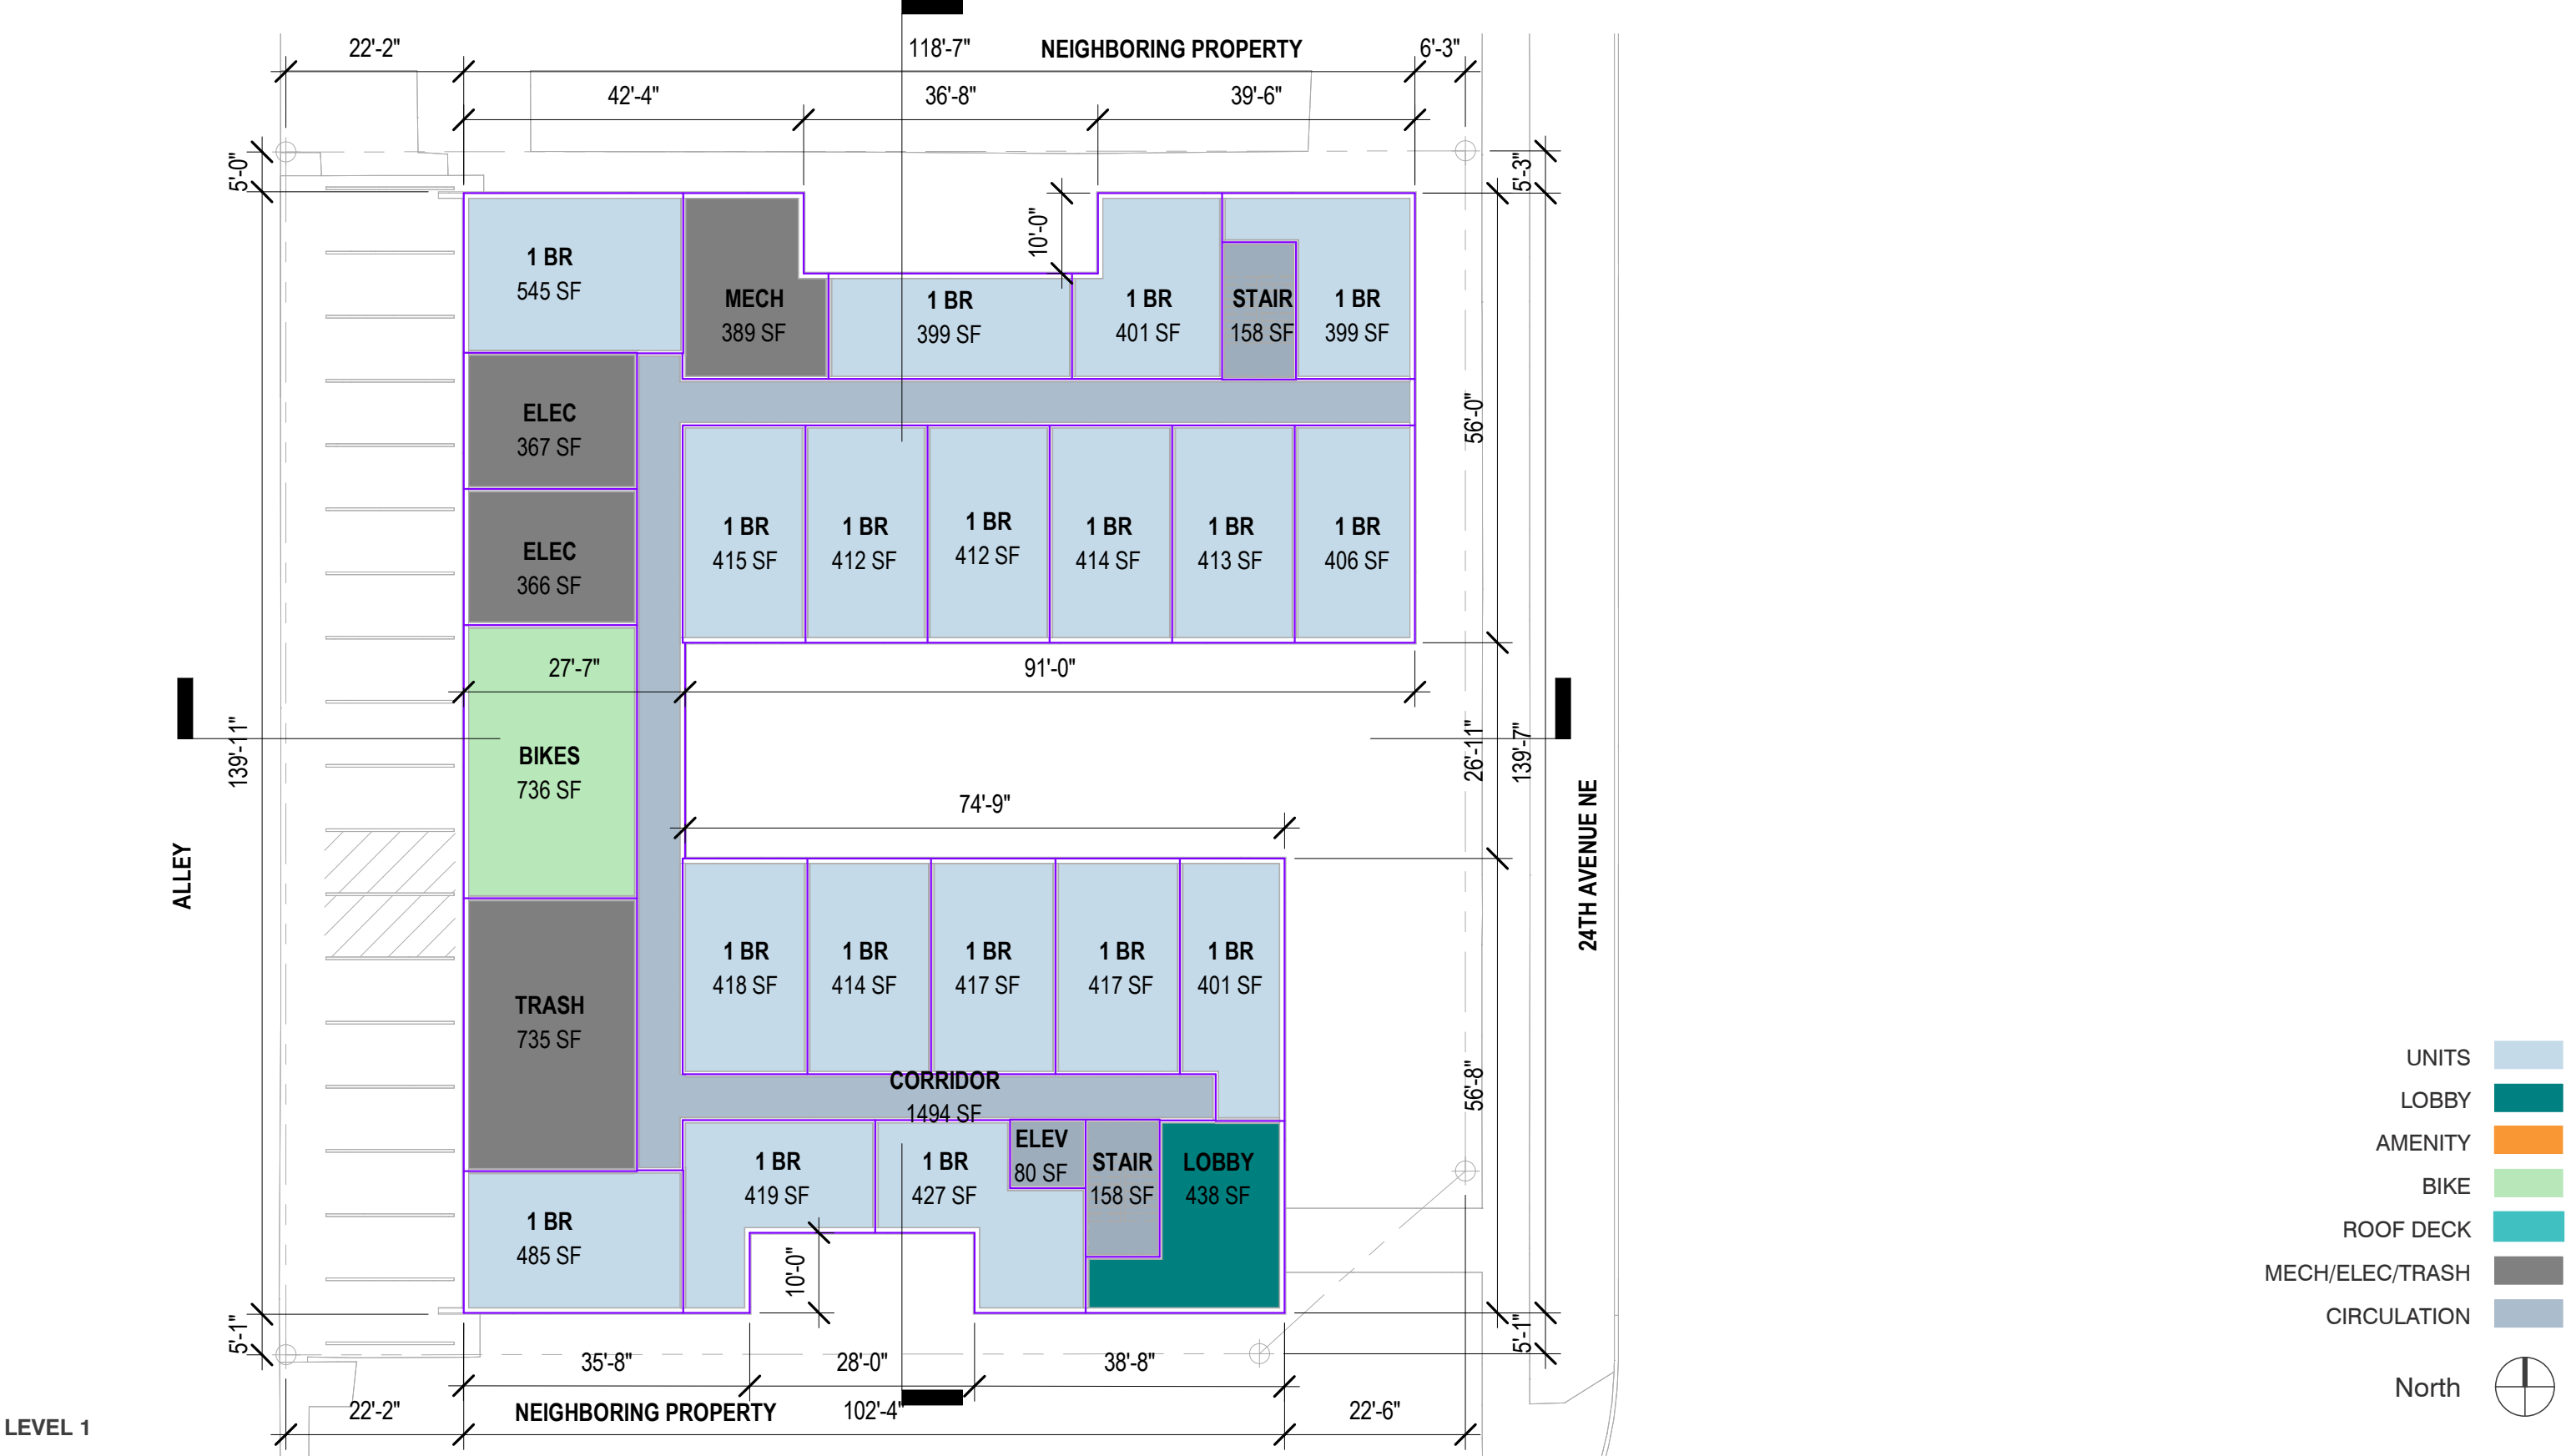 22'-2"
118'-7"
NEIGHBORING PROPERTY
6'-3"
42'-4"
36'-8"
39'-6"
5'-0"
5'-3"
10'-0"
1 BR
545 SF
MECH
389 SF
1 BR
399 SF
1 BR
401 SF
STAIR
158 SF
1 BR
399 SF
ELEC
367 SF
56'-0"
ELEC
366 SF
1 BR
415 SF
1 BR
412 SF
1 BR
412 SF
1 BR
414 SF
1 BR
413 SF
1 BR
406 SF
27'-7"
91'-0"
139'-11"
BIKES
736 SF
26'-11"
139'-7"
74'-9"
ALLEY
24TH AVENUE NE
TRASH
735 SF
1 BR
418 SF
1 BR
414 SF
1 BR
417 SF
1 BR
417 SF
1 BR
401 SF
CORRIDOR
1494 SF
56'-8"
1 BR
485 SF
1 BR
419 SF
1 BR
427 SF
ELEV
80 SF
STAIR
158 SF
LOBBY
438 SF
10'-0"
5'-1"
5'-1"
35'-8"
28'-0"
38'-8"
22'-2"
NEIGHBORING PROPERTY
102'-4"
22'-6"
LEVEL 1
UNITS
LOBBY
AMENITY
BIKE
ROOF DECK
MECH/ELEC/TRASH
CIRCULATION
North